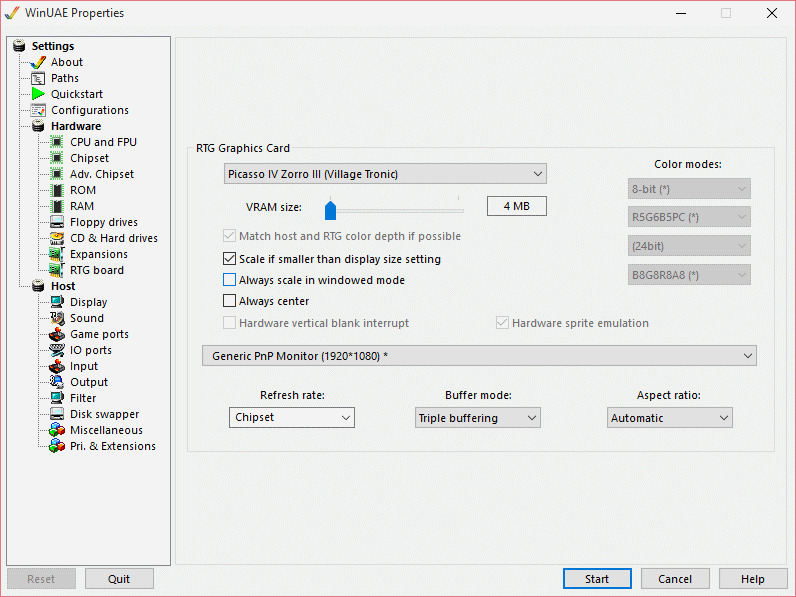 WinUAE Properties
Settings
About
Paths
Quickstart
Configurations
Hardware
CPU and FPU
Chipset
Adv. Chipset
ROM
RAM
Floppy drives
CD & Hard drives
Expansions
RTG board
Host
Display
Sound
Game ports
IO ports
Input
Output
Filter
Disk swapper
Miscellaneous
Pri. & Extensions
RTG Graphics Card
Picasso IV Zorro III (Village Tronic)
VRAM size:
4 MB
Match host and RTG color depth if possible
Scale if smaller than display size setting
Always scale in windowed mode
Always center
Hardware vertical blank interrupt
Hardware sprite emulation
Color modes:
8-bit (*)
R5G6B5PC (*)
(24bit)
B8G8R8A8 (*)
Generic PnP Monitor (1920*1080) *
Refresh rate:
Chipset
Buffer mode:
Triple buffering
Aspect ratio:
Automatic
Reset
Quit
Start
Cancel
Help